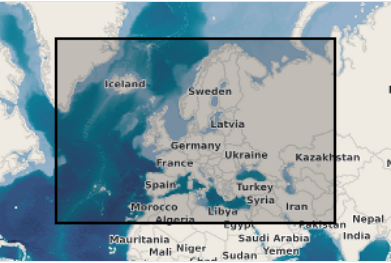 Iceland
Sweden
Latvia
Germany
Ukraine
France
Kazakhstan
Spain
Turkey
Syria
Iran
Morocco
Libya
Algeria
Egypt
Pakistan
Nepal
Mauritania
Saudi Arabia
India
Mali
Niger
Yemen
Sudan
Chad